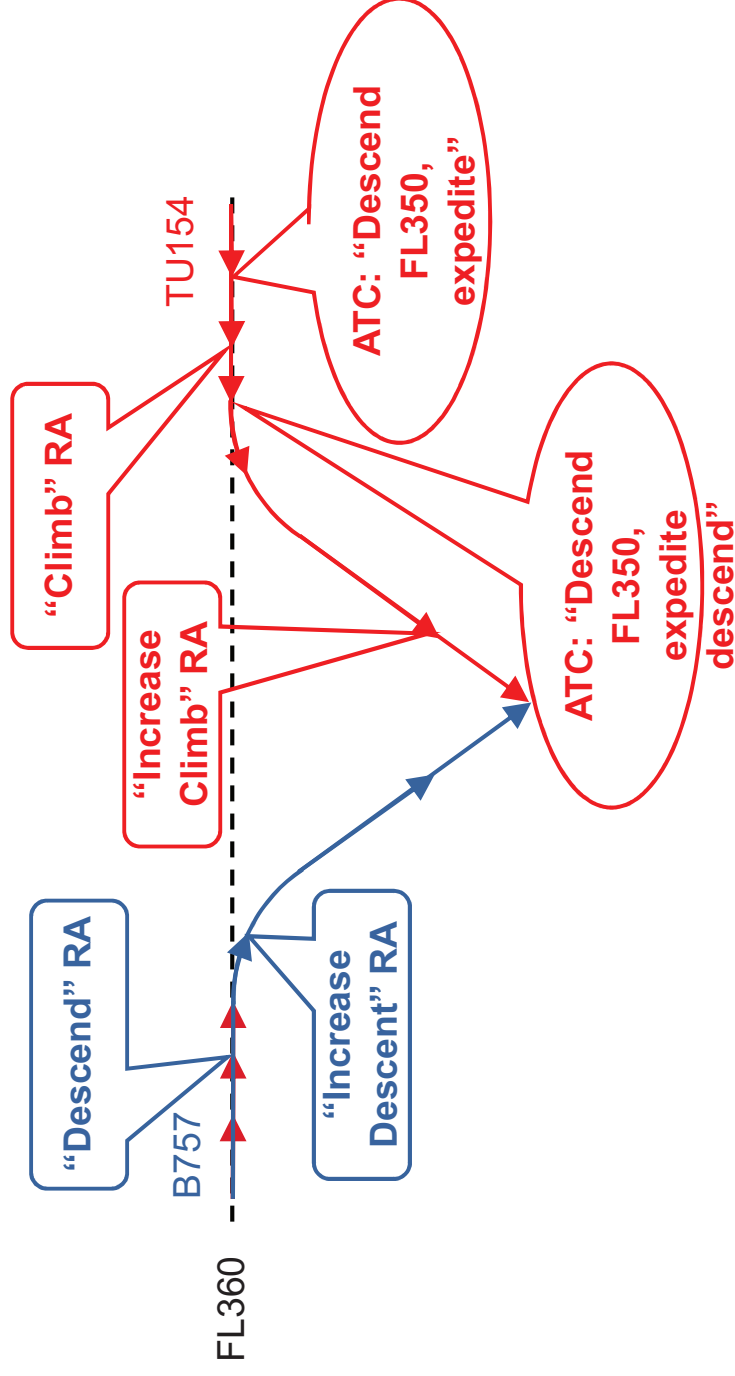 “Descend” RA
“Climb” RA
“Increase
Climb” RA
B757
TU154
FL360
“Increase
Descent” RA
ATC: “Descend
FL350,
expedite”
ATC: “Descend
FL350,
expedite
descend”